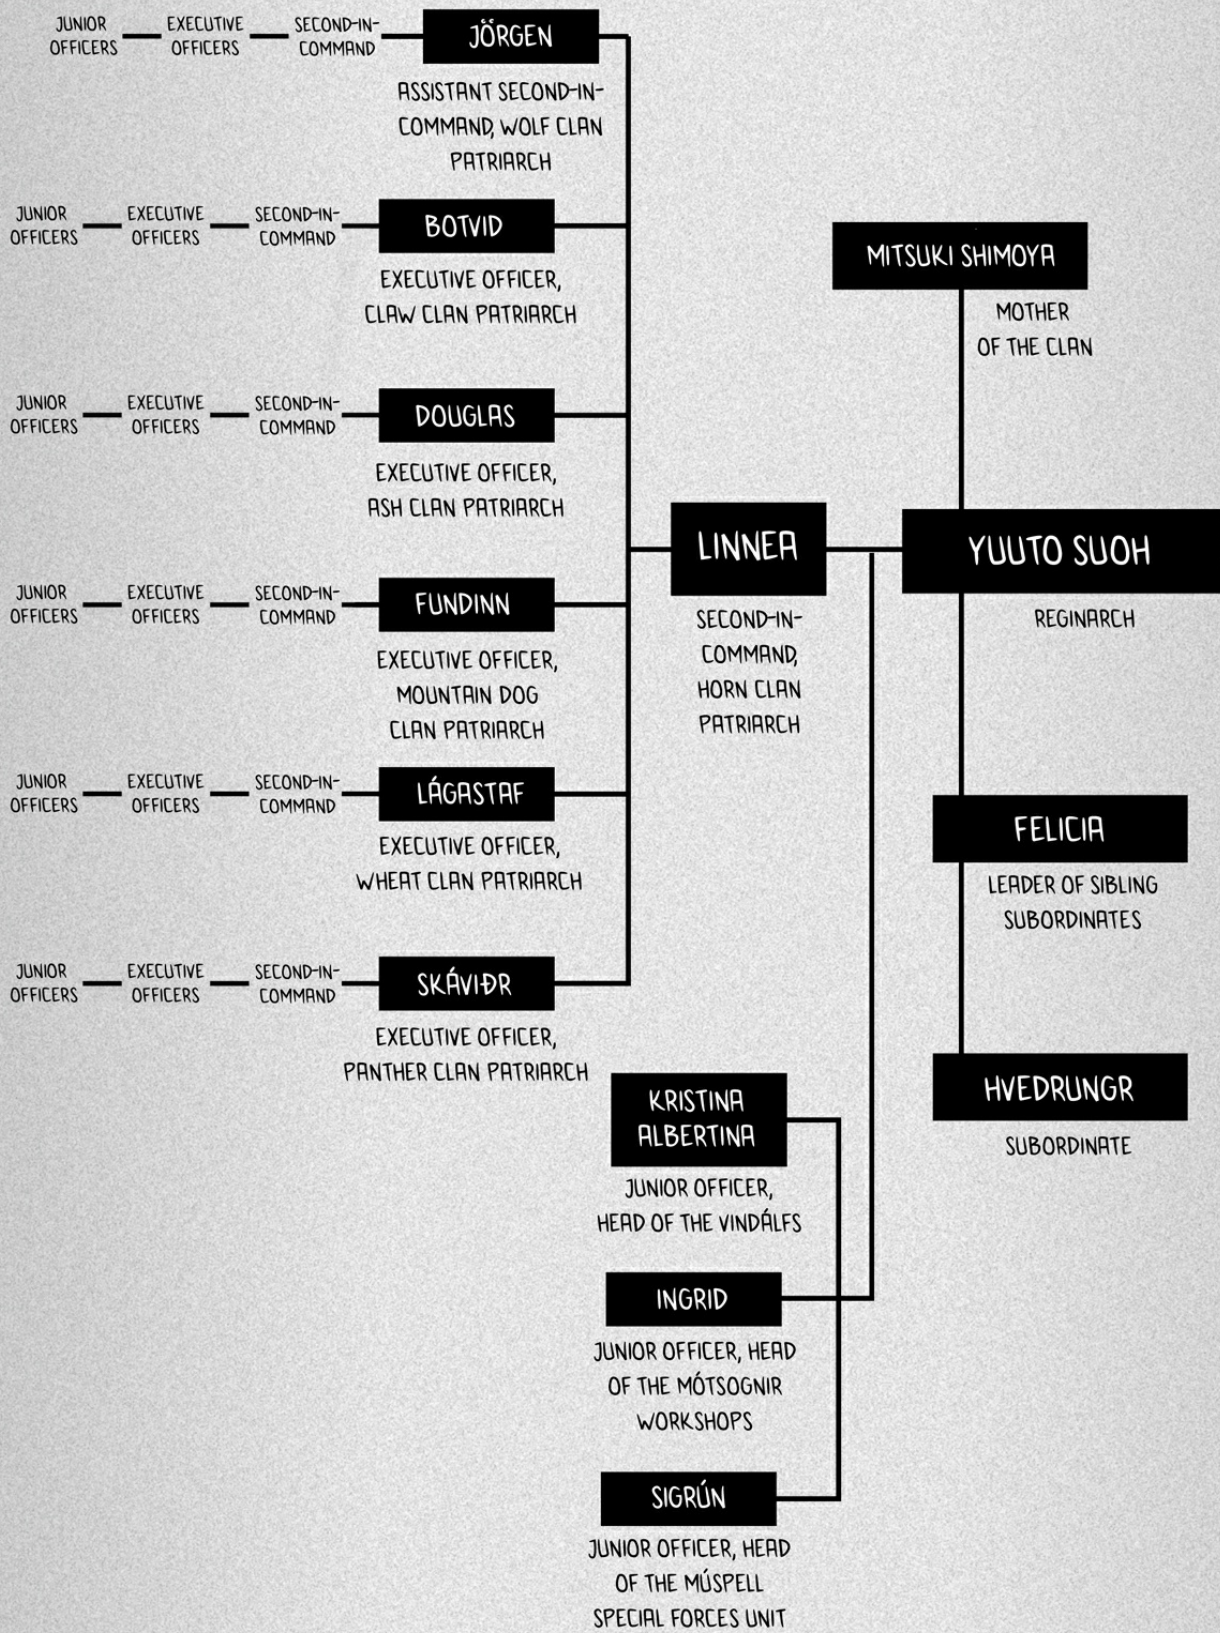 JUNIOR
OFFICERS
EXECUTIVE
OFFICERS
SECOND-IN-
COMMAND
JÖRGEN
ASSISTANT SECOND-IN-
COMMAND, WOLF CLAN
PATRIARCH
JUNIOR
OFFICERS
EXECUTIVE
OFFICERS
SECOND-IN-
COMMAND
BOTVID
EXECUTIVE OFFICER,
CLAW CLAN PATRIARCH
JUNIOR
OFFICERS
EXECUTIVE
OFFICERS
SECOND-IN-
COMMAND
DOUGLAS
EXECUTIVE OFFICER,
ASH CLAN PATRIARCH
JUNIOR
OFFICERS
EXECUTIVE
OFFICERS
SECOND-IN-
COMMAND
FUNDINN
EXECUTIVE OFFICER,
MOUNTAIN DOG
CLAN PATRIARCH
JUNIOR
OFFICERS
EXECUTIVE
OFFICERS
SECOND-IN-
COMMAND
LÁGASTAF
EXECUTIVE OFFICER,
WHEAT CLAN PATRIARCH
JUNIOR
OFFICERS
EXECUTIVE
OFFICERS
SECOND-IN-
COMMAND
SKÁVIÐR
EXECUTIVE OFFICER,
PANTHER CLAN PATRIARCH
LINNEA
SECOND-IN-
COMMAND,
HORN CLAN
PATRIARCH
MITSUKI SHIMOYA
MOTHER
OF THE CLAN
YUUTO SUOH
REGINARCH
FELICIA
LEADER OF SIBLING
SUBORDINATES
HVEDRUNGR
SUBORDINATE
KRISTINA
ALBERTINA
JUNIOR OFFICER,
HEAD OF THE VINDÁLFS
INGRID
JUNIOR OFFICER, HEAD
OF THE MÓTSOGNIR
WORKSHOPS
SIGRÚN
JUNIOR OFFICER, HEAD
OF THE MÚSPELL
SPECIAL FORCES UNIT